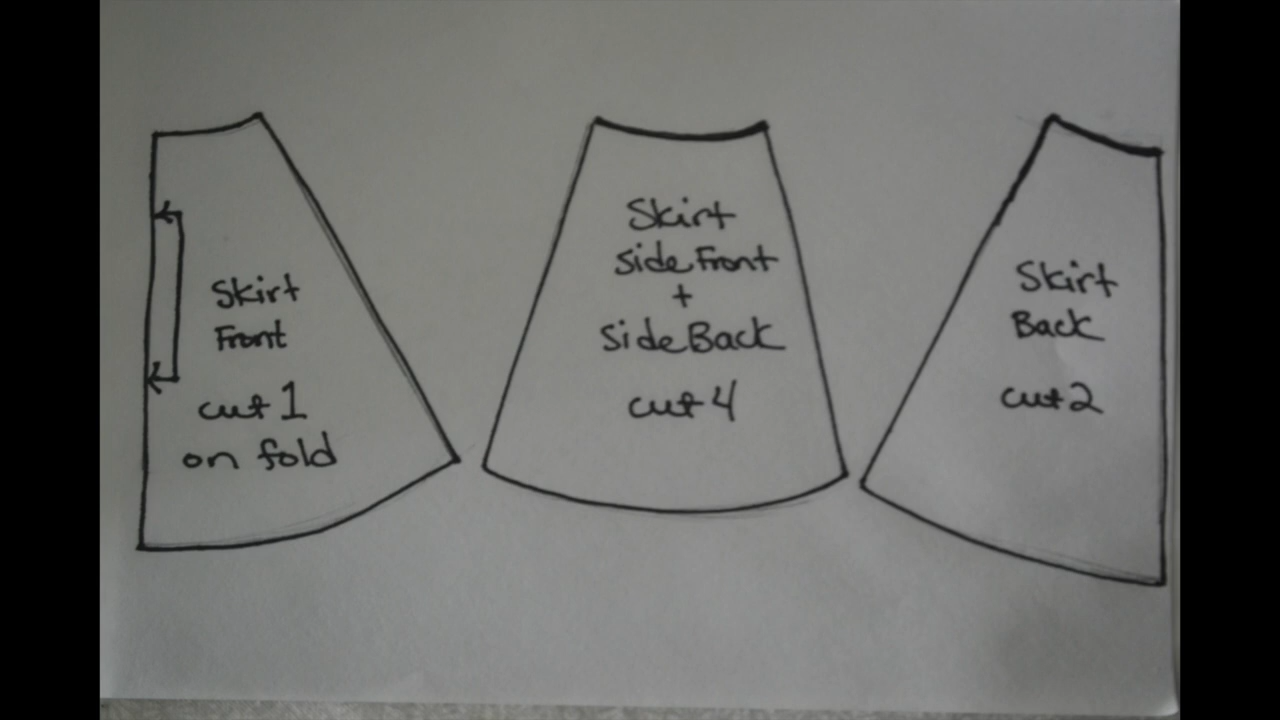 Skirt
Front
cut 1
on fold
Skirt
side Front
+
Side Back
cut 4
Skirt
Back
cut 2